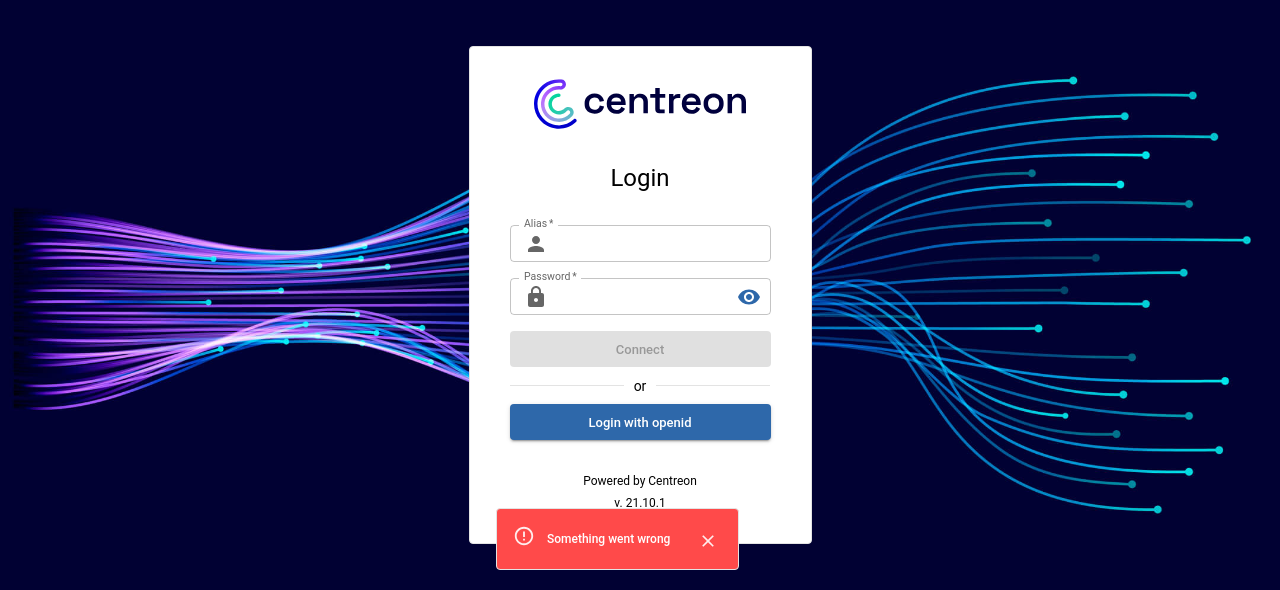 centreon
Login
Alias *
Password *
Connect
or
Login with openid
Powered by Centreon
v. 21.10.1
Something went wrong